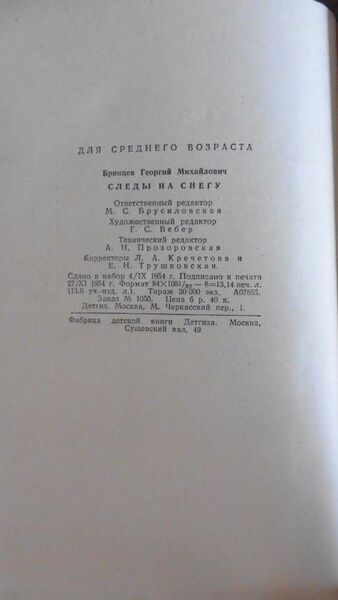 ДЛЯ СРЕДНЕГО ВОЗРАСТА
Брянцев Георгий Михайлович
СЛЕДЫ НА СНЕГУ
Ответственный редактор
М. С. Брусиловская
Художественный редактор
Г. С. Вебер
Технический редактор
А. И. Прозоровская
Корректоры Л. А. Кречетова и
Е. Н. Трушковская.
Сдано в набор 4/IX 1954 г. Подписано к печати
27/XI 1954 г. Формат 84×108¹/₃₂ — 8=13,14 печ. л.
(13,0 уч.-изд. л.). Тираж 30 000 экз. А07865.
Заказ № 1050. Цена 6 р. 40 к.
Детгиз. Москва, М. Черкасский пер., 1.
Фабрика детской книги Детгиза. Москва,
Сущевский вал, 49